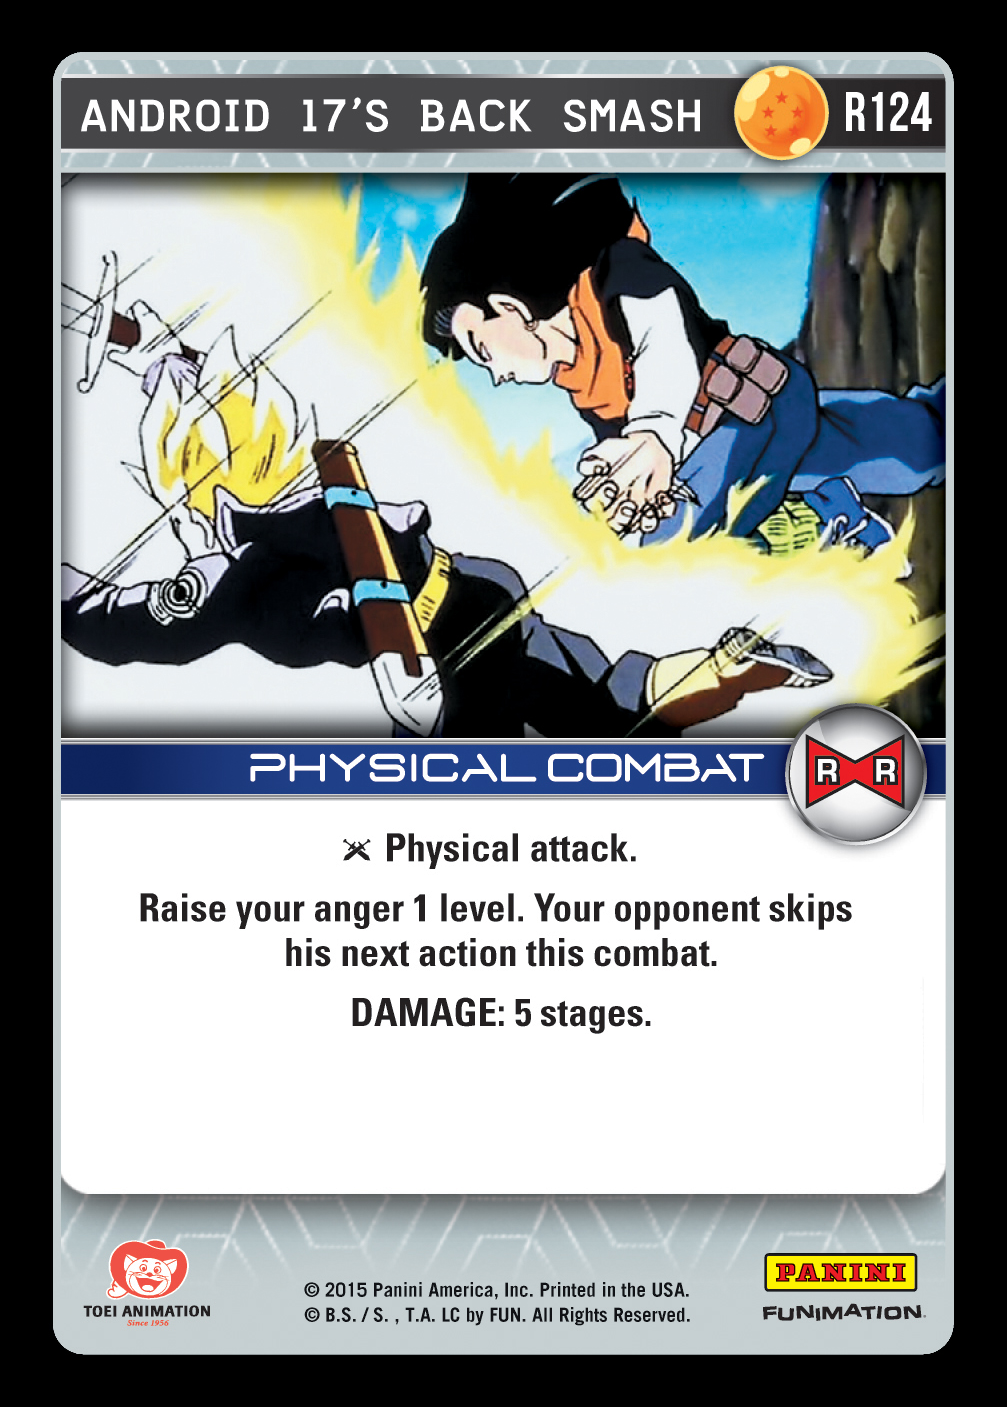 ANDROID 17'S BACK SMASH
R124
PHYSICAL COMBAT
R R
Physical attack.
Raise your anger 1 level. Your opponent skips
his next action this combat.
DAMAGE: 5 stages.
TOEI ANIMATION
Since 1956
© 2015 Panini America, Inc. Printed in the USA.
© B.S. / S. , T.A. LC by FUN. All Rights Reserved.
PANINI
FUNIMATION